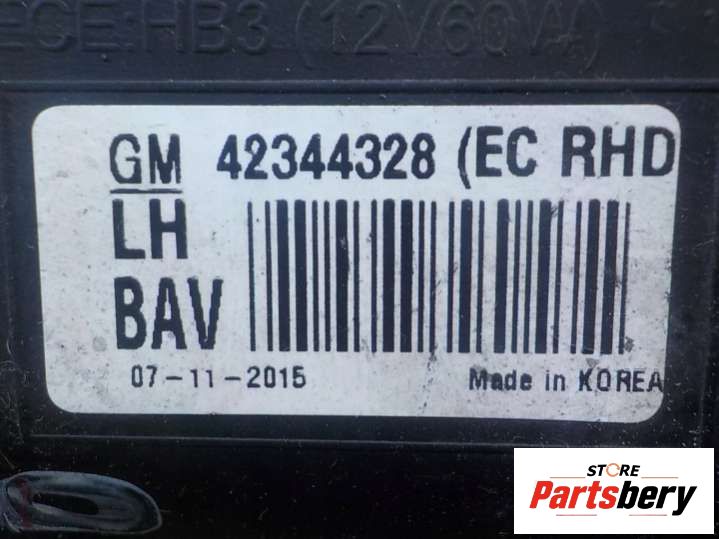 ECE:HB3 (12V60W)
GM 42344328 (EC RHD
LH
BAV
07-11-2015 Made in KOREA
STORE
Partsbery